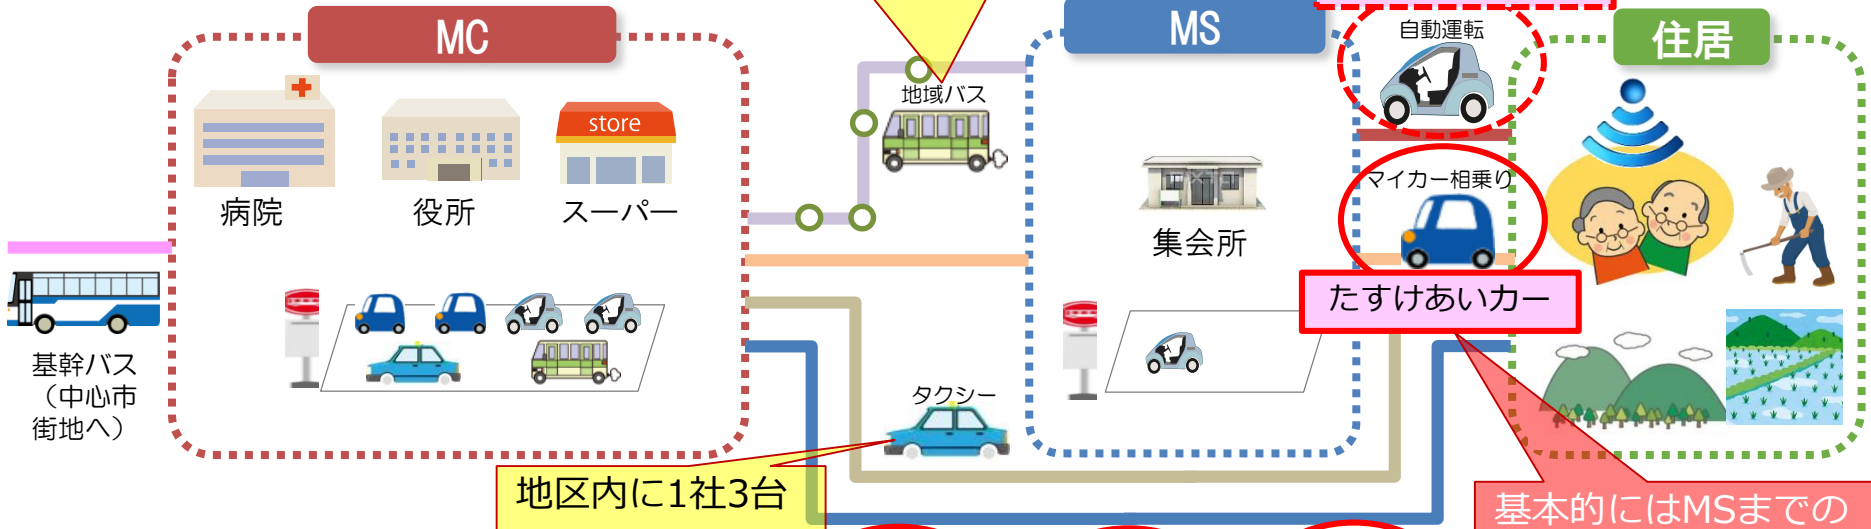 MC
MS
住居
自動運転
地域バス
store
マイカー相乗り
病院
役所
スーパー
集会所
たすけあいカー
基幹バス
（中心市
街地へ）
タクシー
地区内に1社3台
基本的にはMSまでの